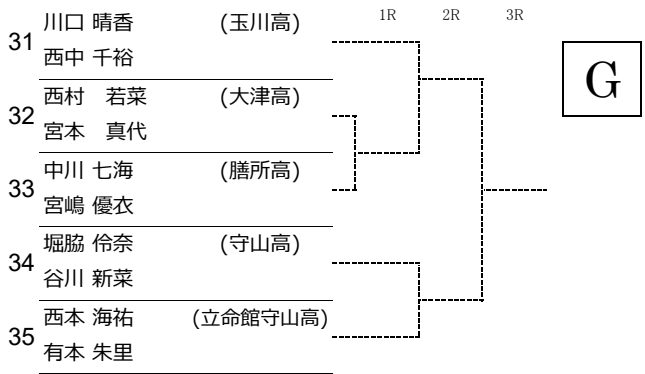 1R 2R 3R
川口 晴香 (玉川高)
31
西中 千裕
G
西村　若菜 (大津高)
32
宮本　真代
中川 七海 (膳所高)
33
宮嶋 優衣
堀脇 伶奈 (守山高)
34
谷川 新菜
西本 海祐 (立命館守山高)
35
有本 朱里